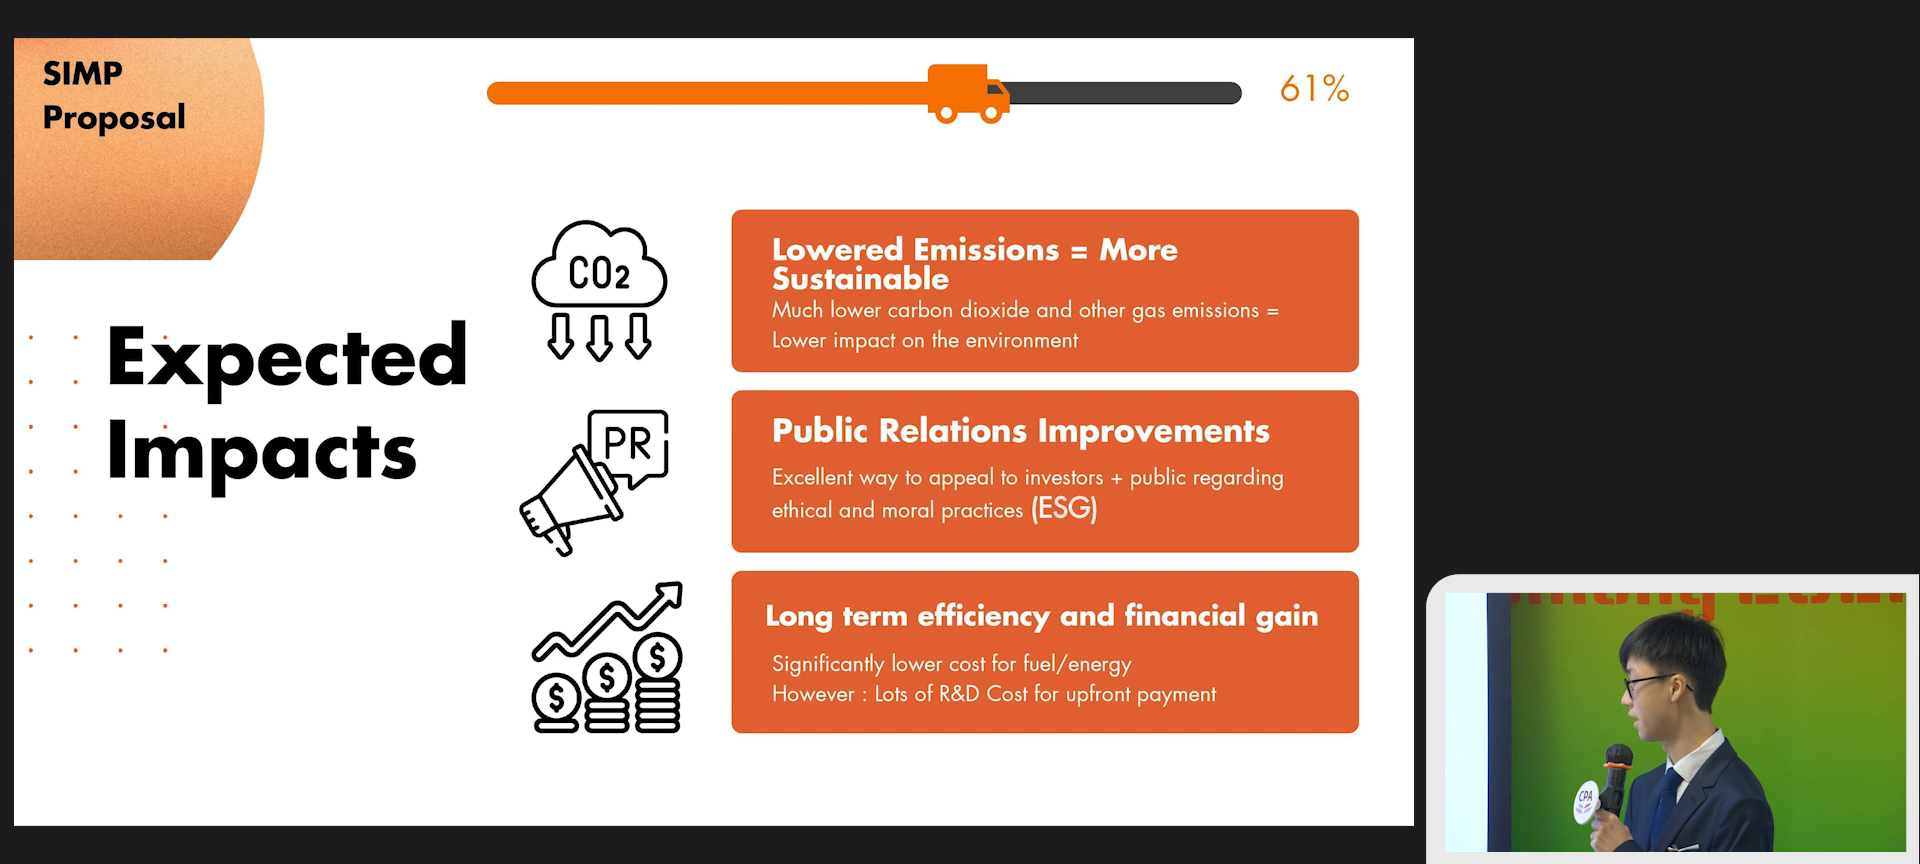 SIMP
Proposal
61%
Expected
Impacts
CO2
Lowered Emissions = More
Sustainable
Much lower carbon dioxide and other gas emissions =
Lower impact on the environment
PR
Public Relations Improvements
Excellent way to appeal to investors + public regarding
ethical and moral practices (ESG)
$ $ $
Long term efficiency and financial gain
Significantly lower cost for fuel/energy
However : Lots of R&D Cost for upfront payment
CPA